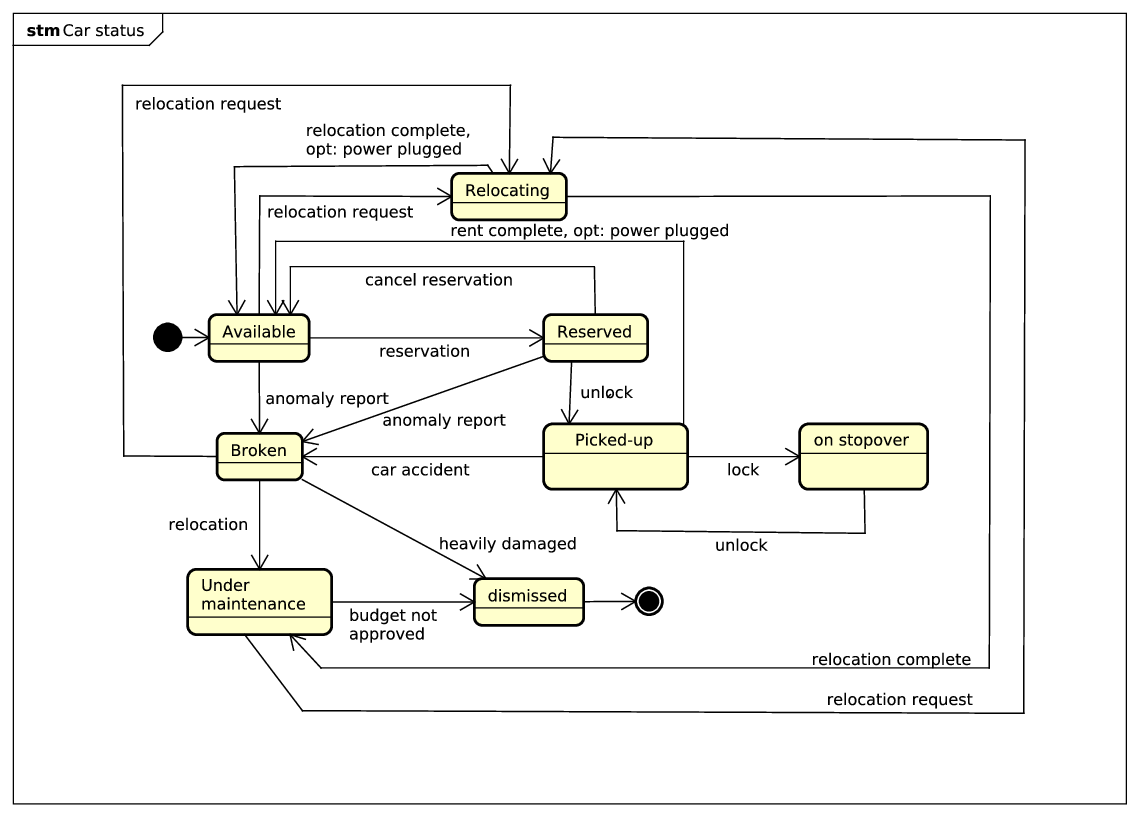 stm Car status
relocation request
relocation complete,
opt: power plugged
Relocating
relocation request
rent complete, opt: power plugged
cancel reservation
Available
Reserved
reservation
unlock
anomaly report
anomaly report
Picked-up
on stopover
Broken
car accident
lock
relocation
heavily damaged
unlock
Under
maintenance
dismissed
budget not
approved
relocation complete
relocation request